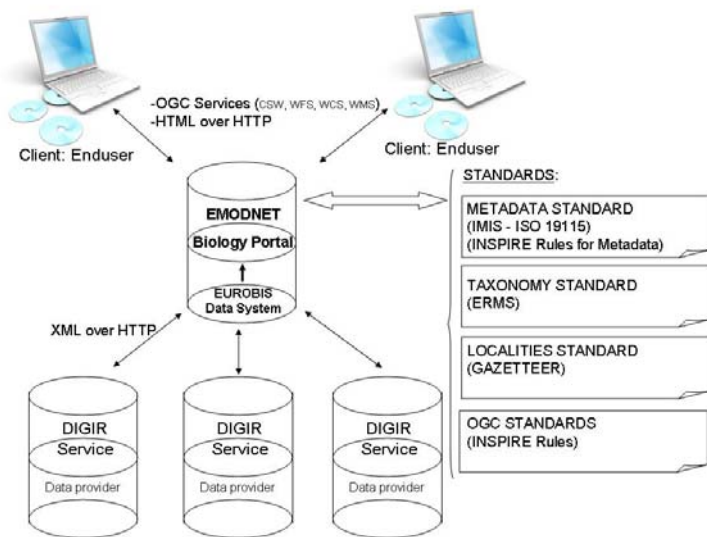 -OGC Services (CSW, WFS, WCS, WMS)
-HTML over HTTP
Client: Enduser
Client: Enduser
EMODNET
Biology Portal
EUROBIS
Data System
XML over HTTP
DIGIR
Service
Data provider
DIGIR
Service
Data provider
DIGIR
Service
Data provider
STANDARDS:
METADATA STANDARD
(IMIS - ISO 19115)
(INSPIRE Rules for Metadata)
TAXONOMY STANDARD
(ERMS)
LOCALITIES STANDARD
(GAZETTEER)
OGC STANDARDS
(INSPIRE Rules)